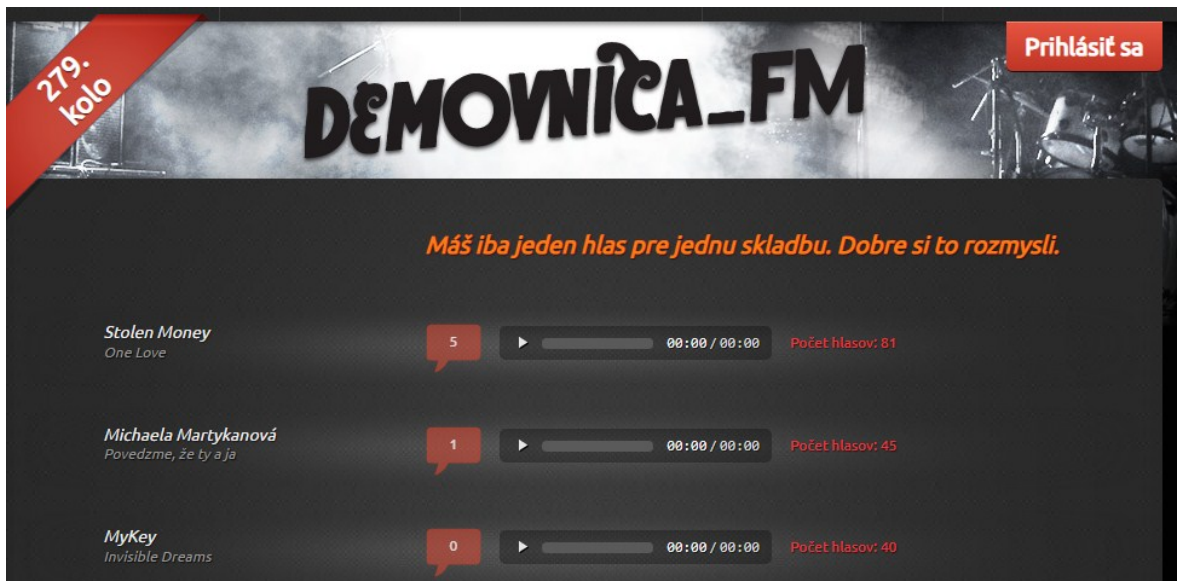 279.
kolo
DEMOVNICA_FM
Prihlásiť sa
Máš iba jeden hlas pre jednu skladbu. Dobre si to rozmysli.
Stolen Money
One Love
5
00:00/00:00
Počet hlasov: 81
Michaela Martykanová
Povedzme, že ty a ja
1
00:00/00:00
Počet hlasov: 45
MyKey
Invisible Dreams
0
00:00/00:00
Počet hlasov: 40